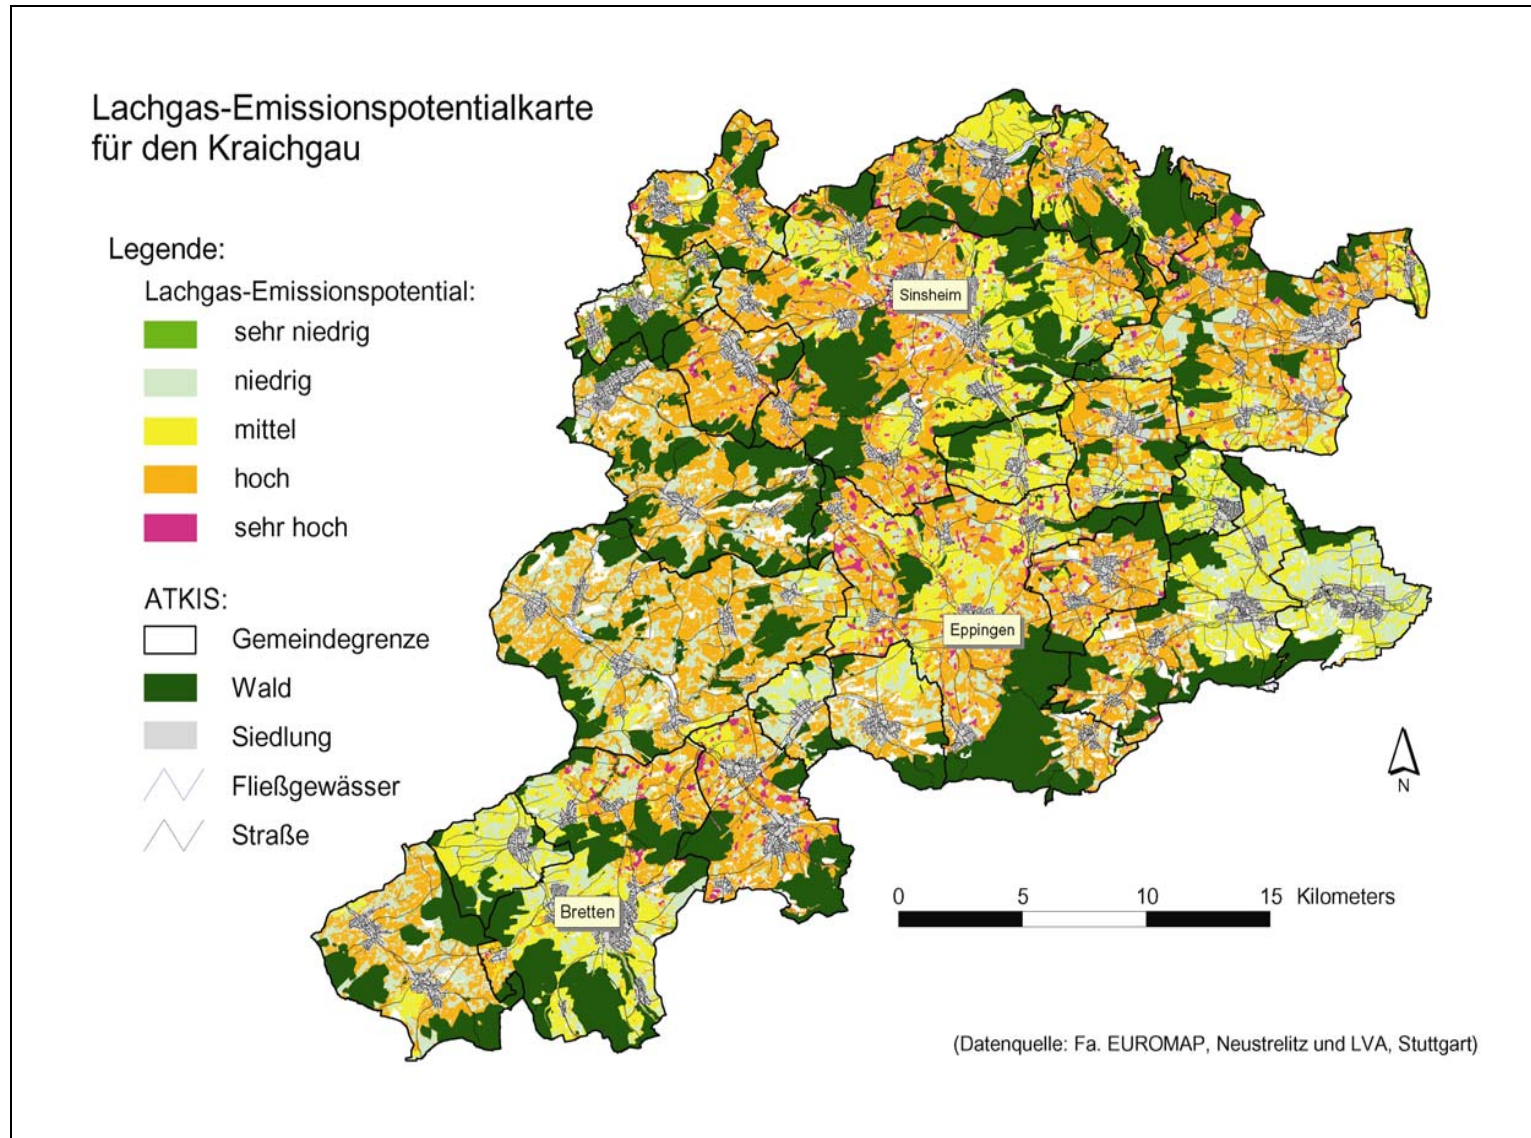 Lachgas-Emissionspotentialkarte
für den Kraichgau
Legende:
Lachgas-Emissionspotential:
sehr niedrig
niedrig
mittel
hoch
sehr hoch
ATKIS:
Gemeindegrenze
Wald
Siedlung
Fließgewässer
Straße
Sinsheim
Eppingen
Bretten
N
0 5 10 15 Kilometers
(Datenquelle: Fa. EUROMAP, Neustrelitz und LVA, Stuttgart)